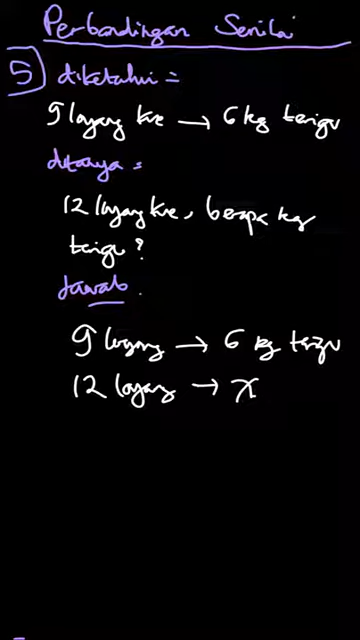 Perbandingan Senilai
5 diketahui =
9 loyang kue → 6 kg terigu
ditanya =
12 loyang kue, berapa kg
terigu?
Jawab.
9 loyang → 6 kg terigu
12 loyang → x